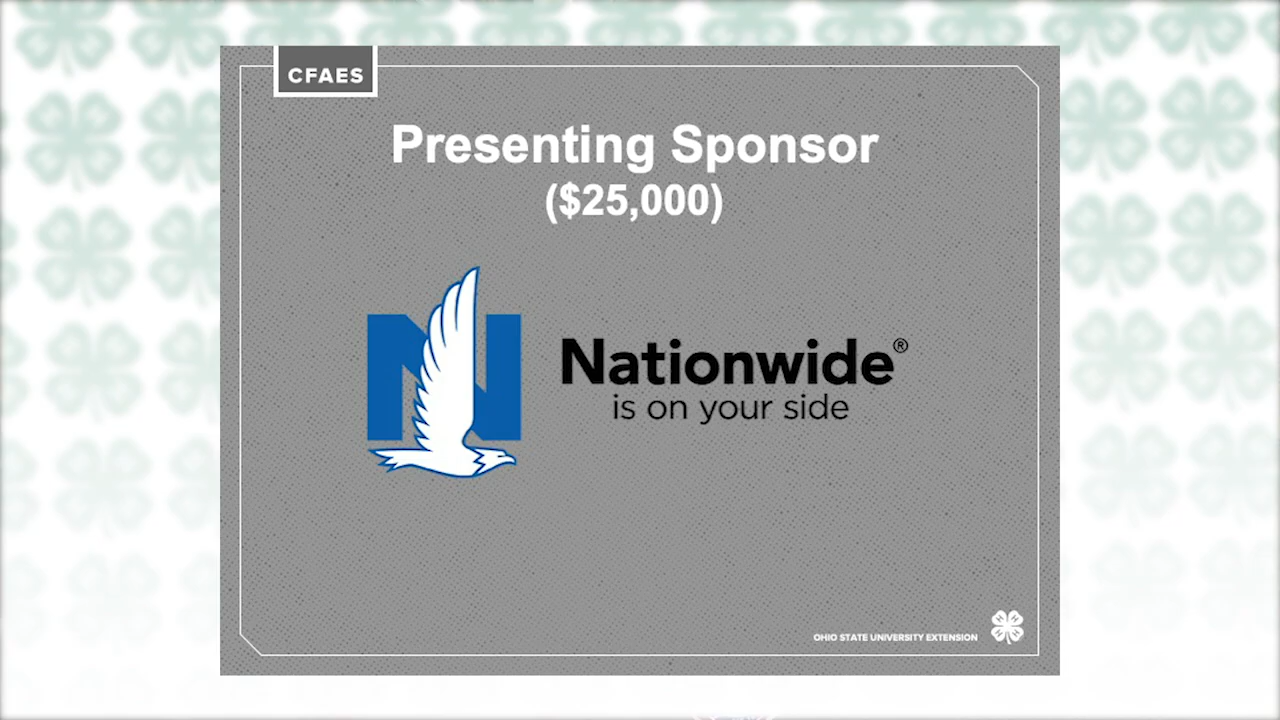 CFAES
Presenting Sponsor
($25,000)
Nationwide®
is on your side
OHIO STATE UNIVERSITY EXTENSION